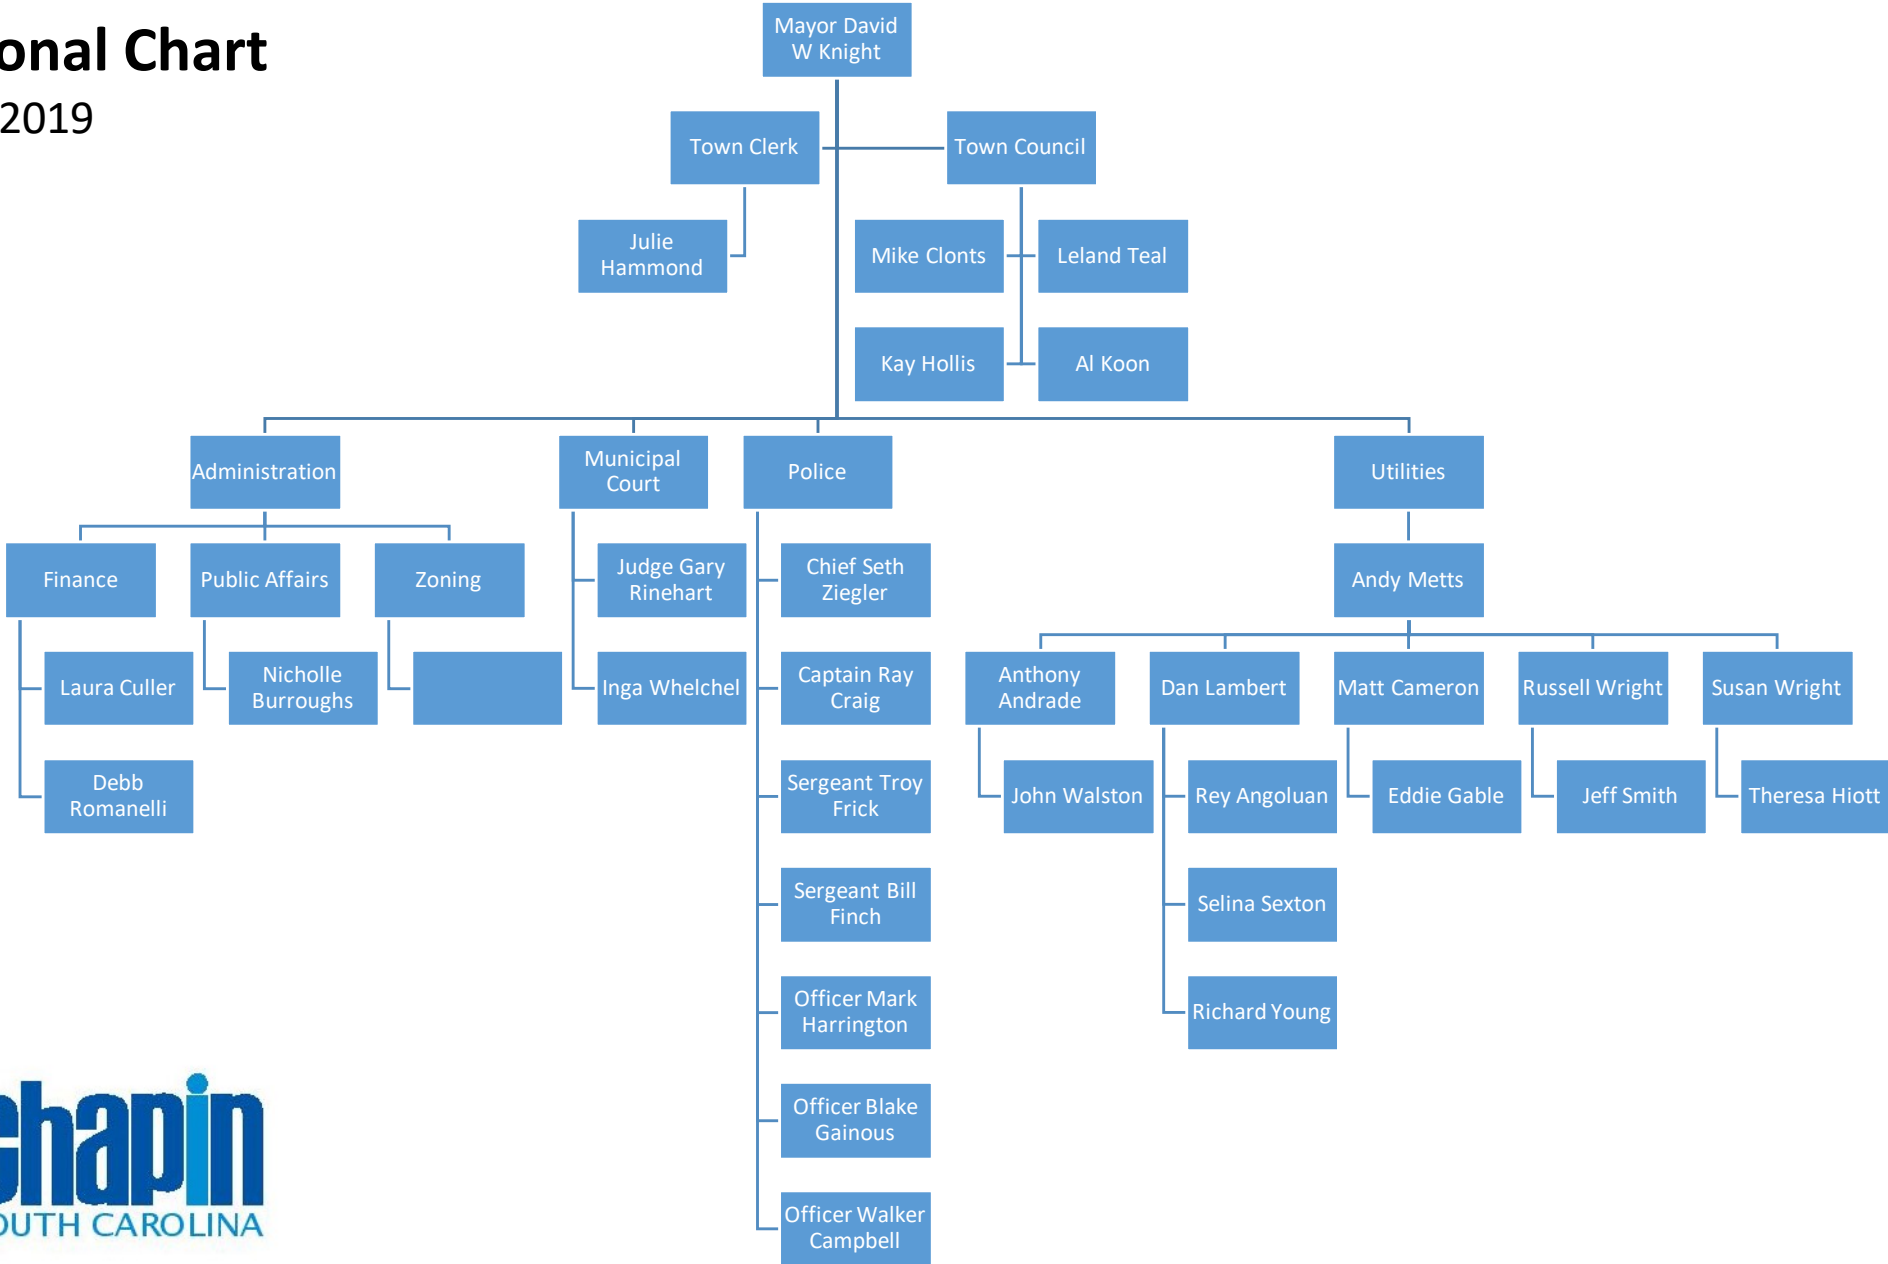 onal Chart
2019
Mayor David
W Knight
Town Clerk
Town Council
Julie
Hammond
Mike Clonts
Leland Teal
Kay Hollis
Al Koon
Administration
Municipal
Court
Police
Utilities
Finance
Public Affairs
Zoning
Judge Gary
Rinehart
Chief Seth
Ziegler
Andy Metts
Laura Culler
Nicholle
Burroughs
Inga Whelchel
Captain Ray
Craig
Anthony
Andrade
Dan Lambert
Matt Cameron
Russell Wright
Susan Wright
Debb
Romanelli
Sergeant Troy
Frick
John Walston
Rey Angoluan
Eddie Gable
Jeff Smith
Theresa Hiott
Sergeant Bill
Finch
Selina Sexton
Officer Mark
Harrington
Richard Young
Officer Blake
Gainous
Officer Walker
Campbell
chapin
OUTH CAROLINA